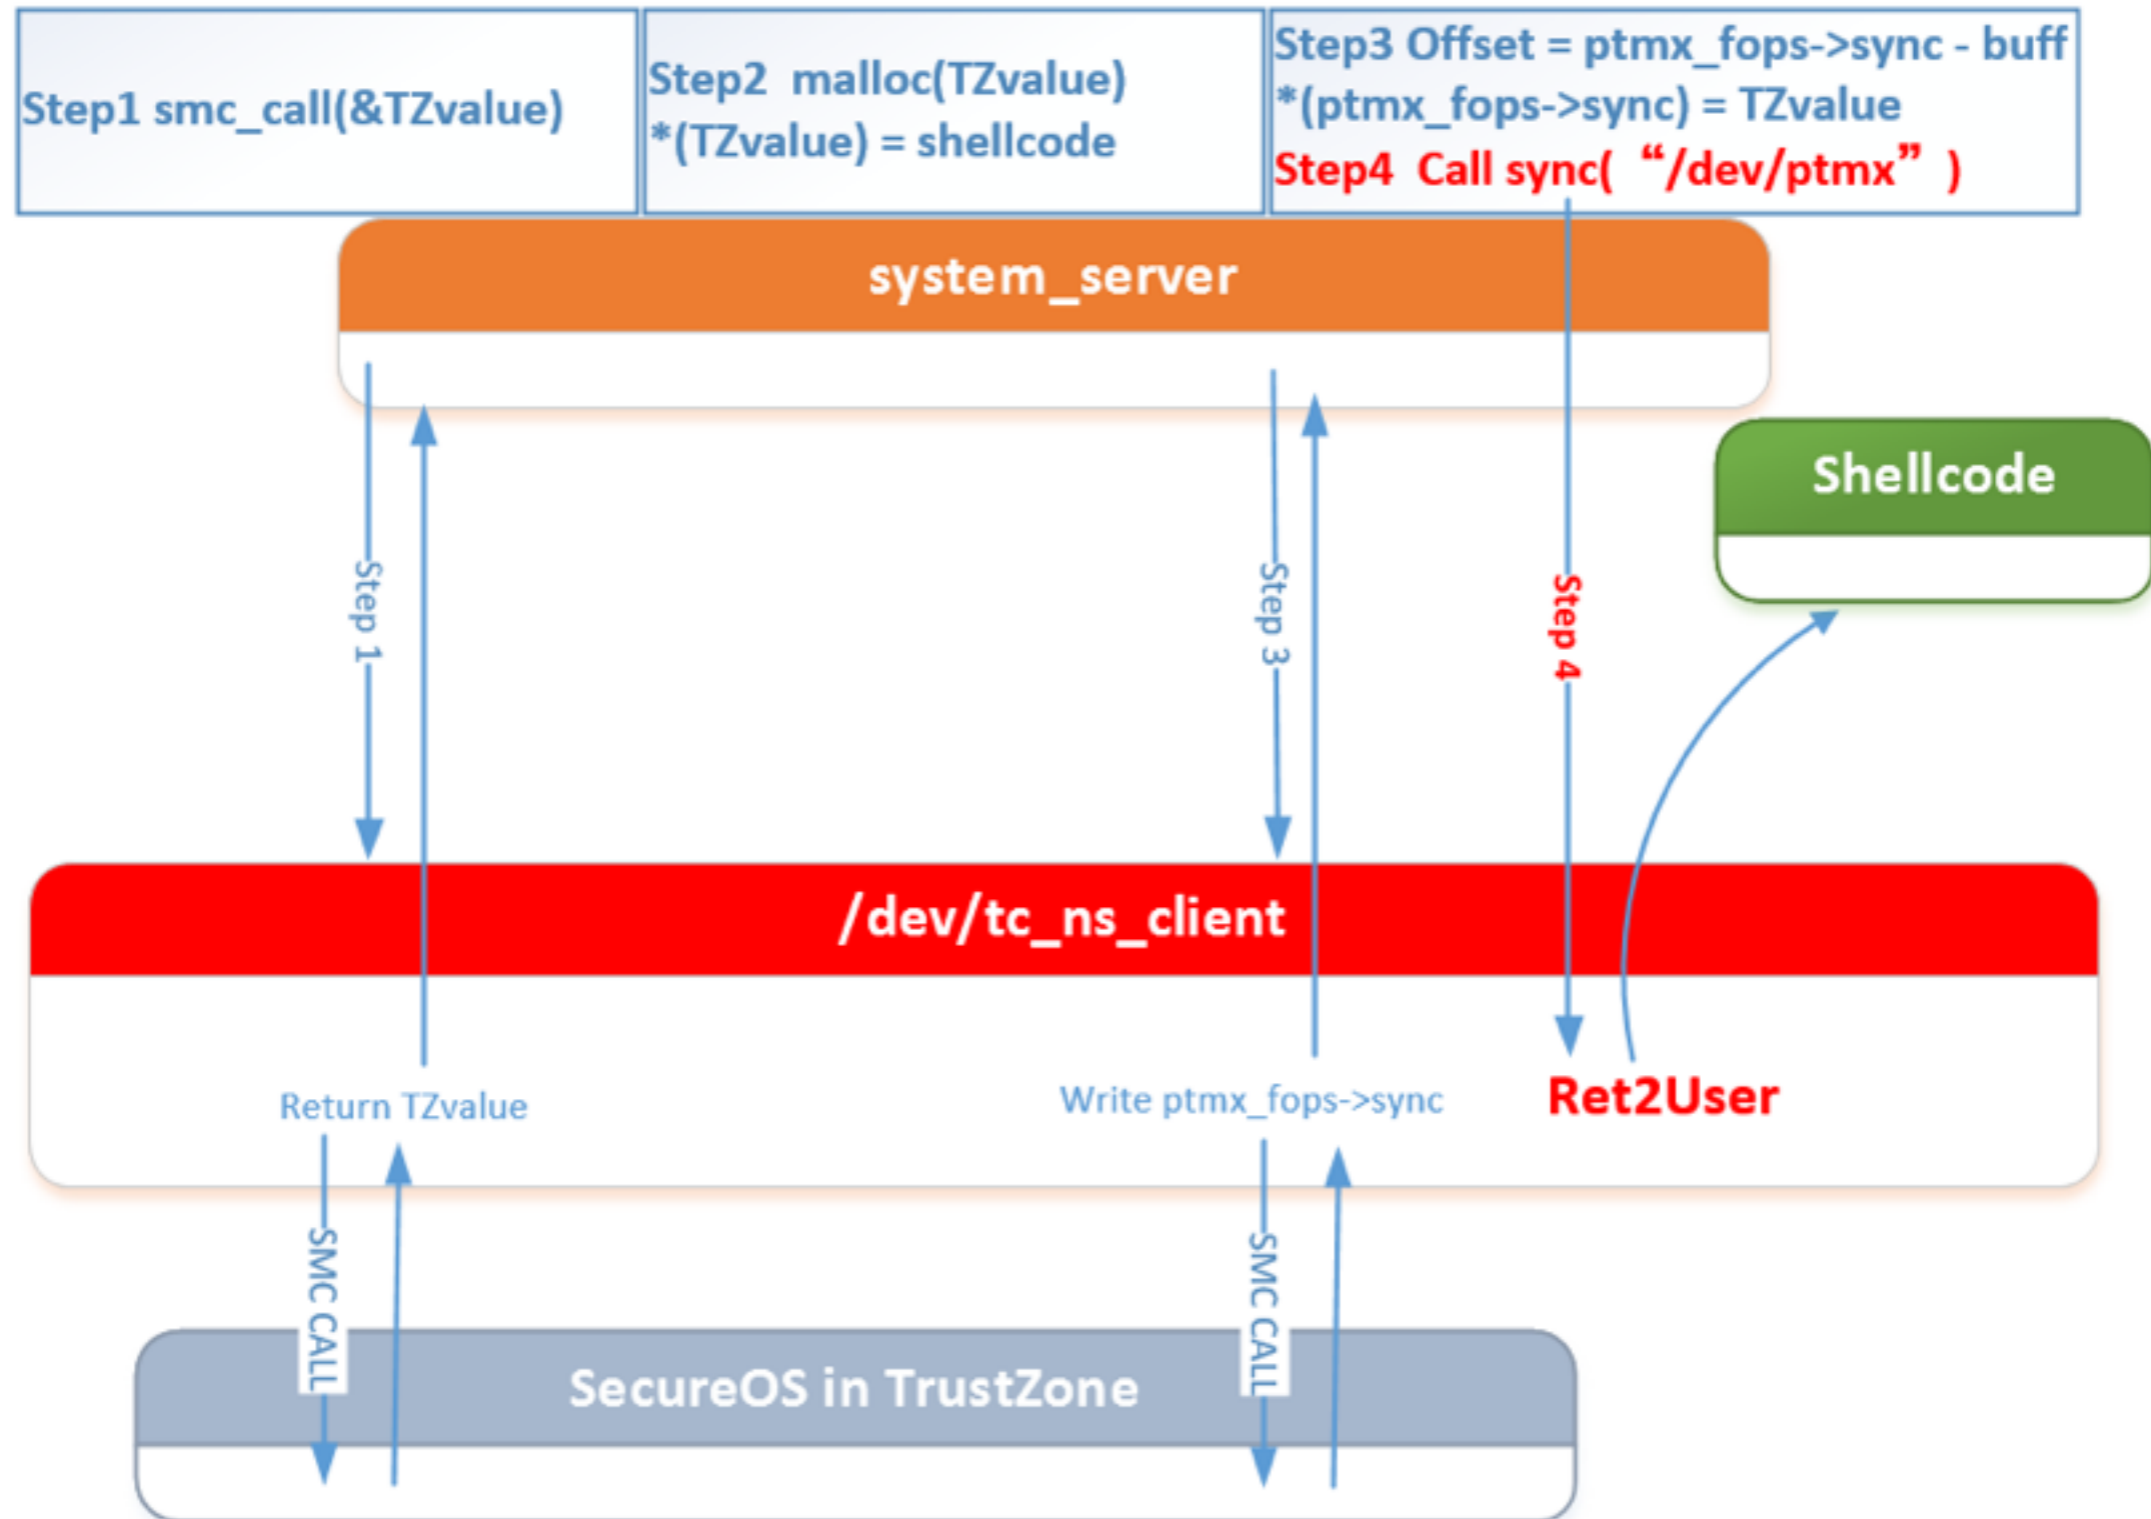 Step1 smc_call(&TZvalue)
Step2 malloc(TZvalue)
*(TZvalue) = shellcode
Step3 Offset = ptmx_fops->sync - buff
*(ptmx_fops->sync) = TZvalue
Step4 Call sync( “/dev/ptmx” )
system_server
Shellcode
Step 1
Step 3
Step 4
/dev/tc_ns_client
Return TZvalue
Write ptmx_fops->sync
Ret2User
SMC CALL
SMC CALL
SecureOS in TrustZone